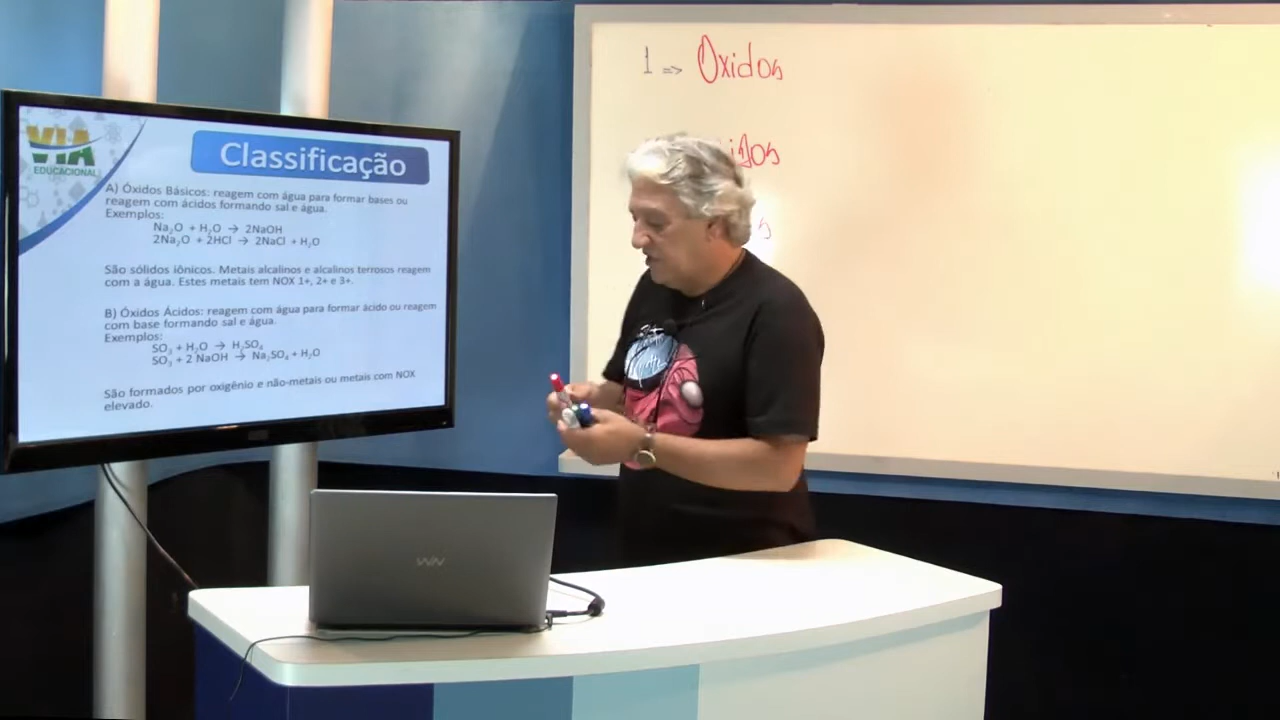 VIA
EDUCACIONAL
Classificação
A) Óxidos Básicos: reagem com água para formar bases ou
reagem com ácidos formando sal e água.
Exemplos:
Na₂O + H₂O → 2NaOH
2Na₂O + 2HCl → 2NaCl + H₂O
São sólidos iônicos. Metais alcalinos e alcalinos terrosos reagem
com a água. Estes metais tem NOX 1+, 2+ e 3+.
B) Óxidos Ácidos: reagem com água para formar ácido ou reagem
com base formando sal e água.
Exemplos:
SO₃ + H₂O → H₂SO₄
SO₃ + 2 NaOH → Na₂SO₄ + H₂O
São formados por oxigênio e não-metais ou metais com NOX
elevado.
1 => Óxidos
idos
s